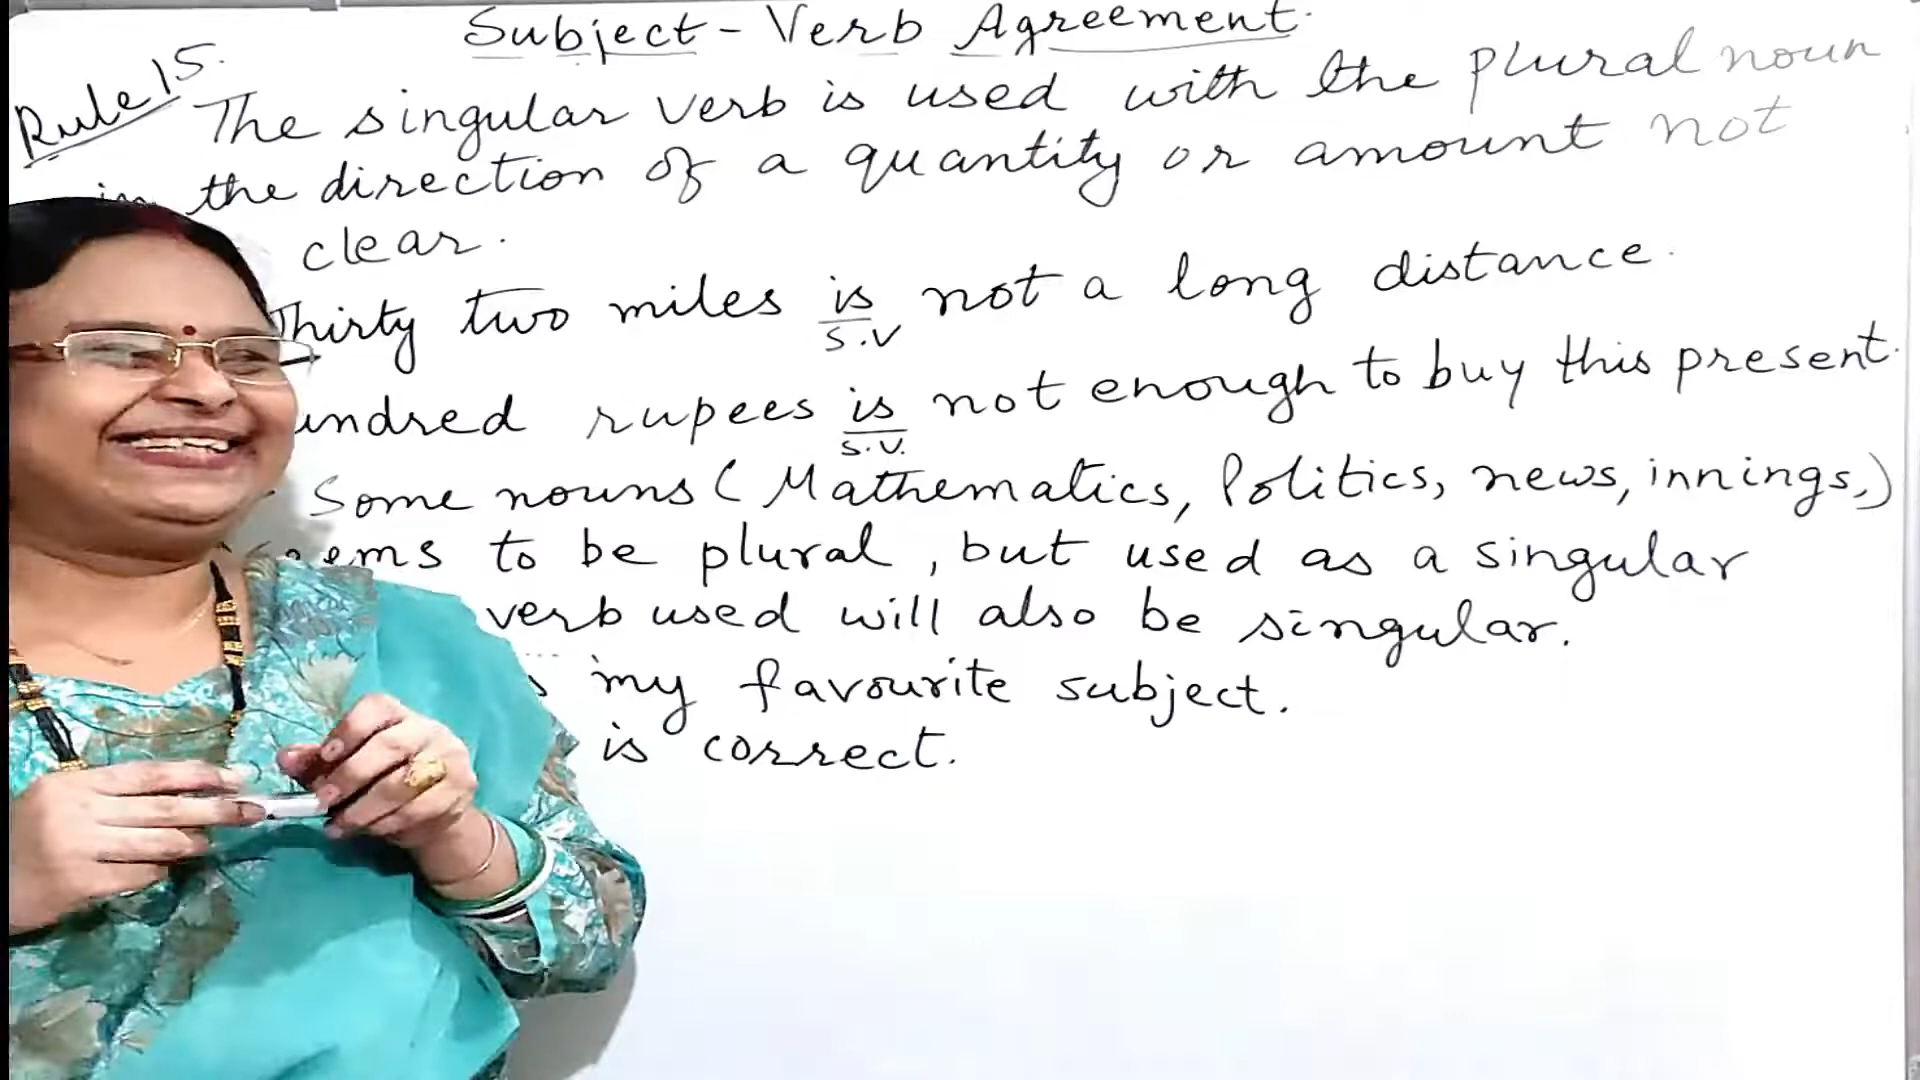 Subject-Verb Agreement.
Rule 15.
The singular verb is used with the plural noun
in the direction of a quantity or amount not
clear.
Thirty two miles is not a long distance.
S.V
rupees is not enough to buy this present.
S.V.
Some nouns (Mathematics, Politics, news, innings,)
to be plural, but used as a singular
verb used will also be singular.
my favourite subject.
is correct.